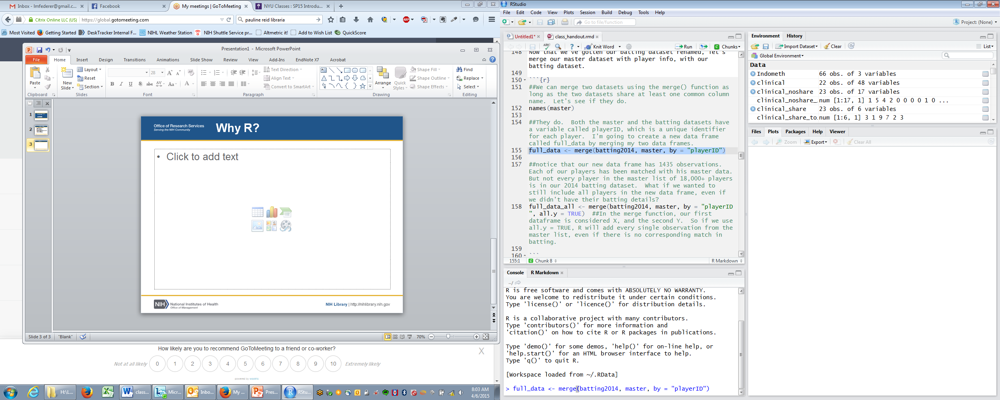 Inbox - lmfederer@gmail.c...
Facebook
My meetings | GoToMeeting
NYU Classes : SP15 Introdu...
Citrix Online LLC (US)
https://global.gotomeeting.com
pauline reid libraria
Most Visited
Getting Started
DeskTracker Internal F...
NIHL Weather Station
NIH Shuttle Service pr...
Altmetric it!
Add to Wish List
QuickScore
Presentation1 - Microsoft PowerPoint
File
Home
Insert
Design
Transitions
Animations
Slide Show
Review
View
Add-Ins
EndNote X7
Acrobat
Paste
New Slide
Layout
Reset
Section
28
Text Direction
Align Text
Convert to SmartArt
Arrange
Quick Styles
Shape Fill
Shape Outline
Shape Effects
Find
Replace
Select
Clipboard
Slides
Font
Paragraph
Drawing
Editing
1
2
3
Office of Research Services
Serving the NIH Community
Why R?
• Click to add text
NIH National Institutes of Health
Office of Management
NIH Library | http://nihlibrary.nih.gov
Slide 3 of 3
"Blank"
70%
How likely are you to recommend GoToMeeting to a friend or co-worker?
X
Not at all likely 0 1 2 3 4 5 6 7 8 9 10 Extremely likely
powered by wootric
H:\L...
class...
Micr...
Inbo...
My ...
Pres...
RStu...
8:03 AM
4/6/2015
RStudio
File Edit Code View Plots Session Build Debug Tools Help
Go to file/function
Project: (None)
Untitled1*
class_handout.rmd
ABC
Knit Word
Run
Chunks
148 Now that we've gotten our batting dataset renamed, let's
merge our master dataset with player info, with our
batting dataset.
149
150 ```{r}
151 ##We can merge two datasets using the merge() function as
long as the two datasets share at least one common column
name. Let's see if they do.
152 names(master)
153
154 ##They do. Both the master and the batting datasets have
a variable called playerID, which is a unique identifier
for each player. I'm going to create a new data frame
called full_data by merging my two data frames.
155 full_data <- merge(batting2014, master, by = "playerID")
156
157 ##notice that our new data frame has 1435 observations.
Each of our players has been matched with his master data.
But not every player in the master list of 18,000+ players
is in our 2014 batting dataset. What if we wanted to
still include all players in the new data frame, even if
we didn't have their batting details?
158 full_data_all <- merge(batting2014, master, by = "playerID
", all.y = TRUE) ##In the merge function, our first
dataframe is considered X, and the second Y. So if we use
all.y = TRUE, R will add every single observation from the
master list, even if there is no corresponding match in
batting.
159
160 ```
155:1
Chunk 8
R Markdown
Console
R Markdown
~/
R is free software and comes with ABSOLUTELY NO WARRANTY.
You are welcome to redistribute it under certain conditions.
Type 'license()' or 'licence()' for distribution details.
R is a collaborative project with many contributors.
Type 'contributors()' for more information and
'citation()' on how to cite R or R packages in publications.
Type 'demo()' for some demos, 'help()' for on-line help, or
'help.start()' for an HTML browser interface to help.
Type 'q()' to quit R.
[Workspace loaded from ~/.RData]
> full_data <- merge(batting2014, master, by = "playerID")
Environment
History
Import Dataset
Clear
List
Global Environment
Data
Indometh 66 obs. of 3 variables
clinical 22 obs. of 48 variables
clinical_noshare 23 obs. of 17 variables
clinical_noshare_. num [1:17, 1] 1 5 4 2 0 0 0 0 1 0 ...
clinical_share 23 obs. of 6 variables
clinical_share_to. num [1:6, 1] 3 1 9 7 2 3
Files
Plots
Packages
Help
Viewer
Zoom
Export
Clear All